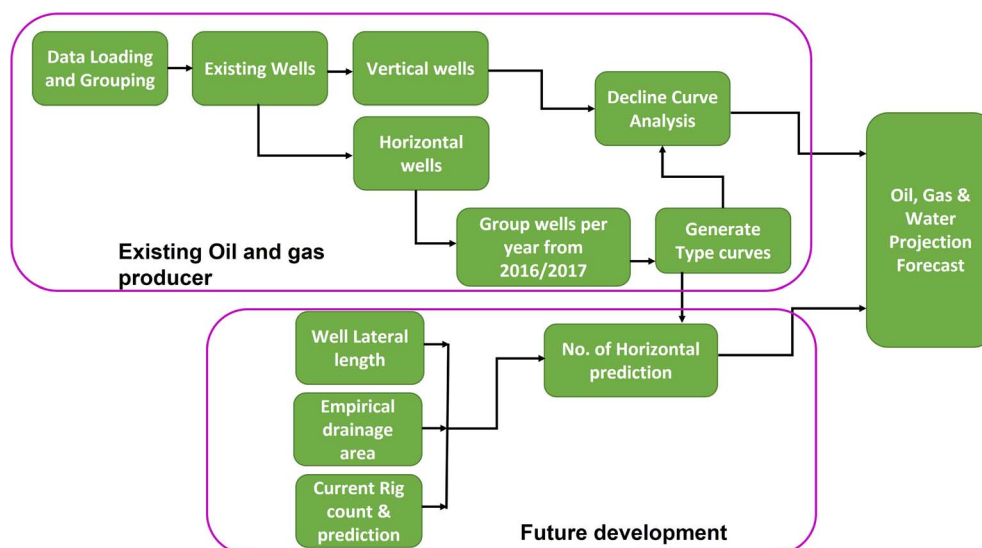 Data Loading
and Grouping
Existing Wells
Vertical wells
Decline Curve
Analysis
Horizontal
wells
Oil, Gas &
Water
Projection
Forecast
Group wells per
year from
2016/2017
Generate
Type curves
Existing Oil and gas
producer
Well Lateral
length
No. of Horizontal
prediction
Empirical
drainage
area
Current Rig
count &
prediction
Future development